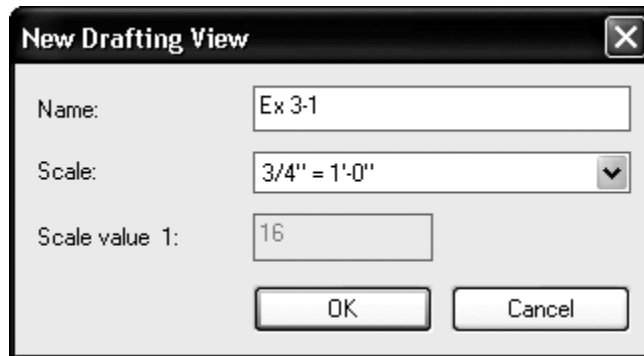 New Drafting View
Name: Ex 3-1
Scale: 3/4" = 1'-0"
Scale value 1: 16
OK Cancel